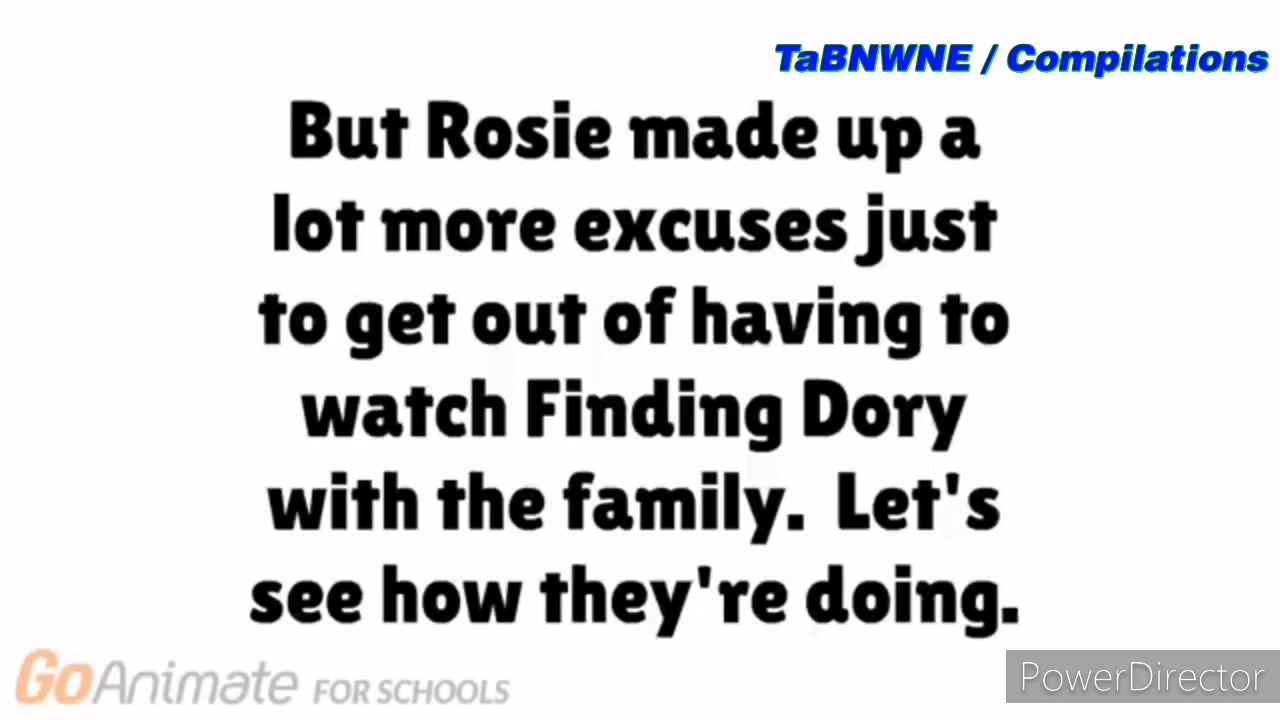 TaBNWNE / Compilations
But Rosie made up a
lot more excuses just
to get out of having to
watch Finding Dory
with the family. Let's
see how they're doing.
GoAnimate FOR SCHOOLS
PowerDirector